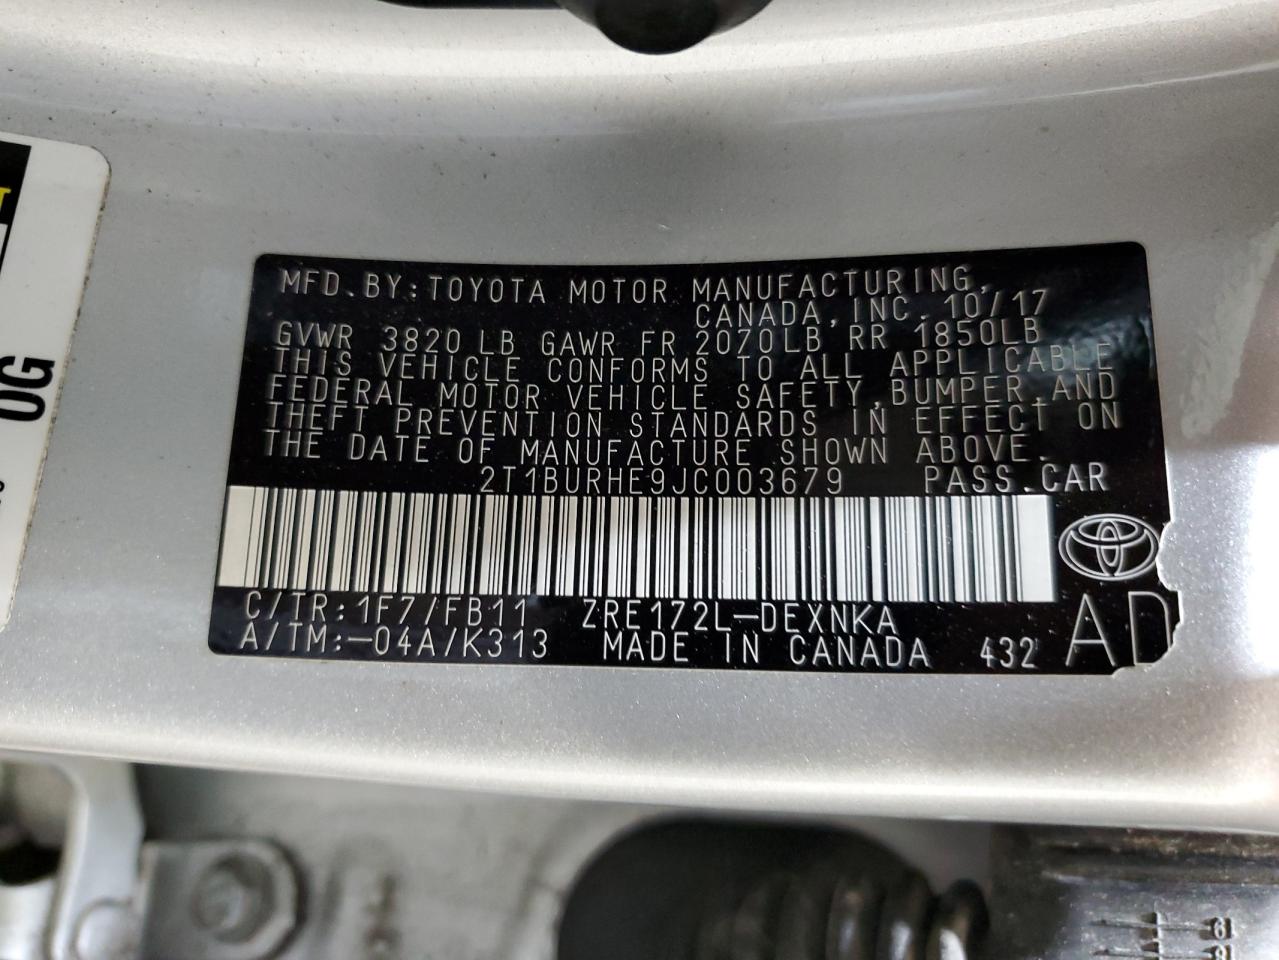 MFD.BY:TOYOTA MOTOR MANUFACTURING,
CANADA,INC. 10/17
GVWR 3820 LB GAWR FR 2070LB RR 1850LB
THIS VEHICLE CONFORMS TO ALL APPLICABLE
FEDERAL MOTOR VEHICLE SAFETY,BUMPER,AND
THEFT PREVENTION STANDARDS IN EFFECT ON
THE DATE OF MANUFACTURE SHOWN ABOVE.
2T1BURHE9JC003679 PASS.CAR
C/TR:1F7/FB11 ZRE172L-DEXNKA
A/TM:-04A/K313 MADE IN CANADA 432 AD
0G